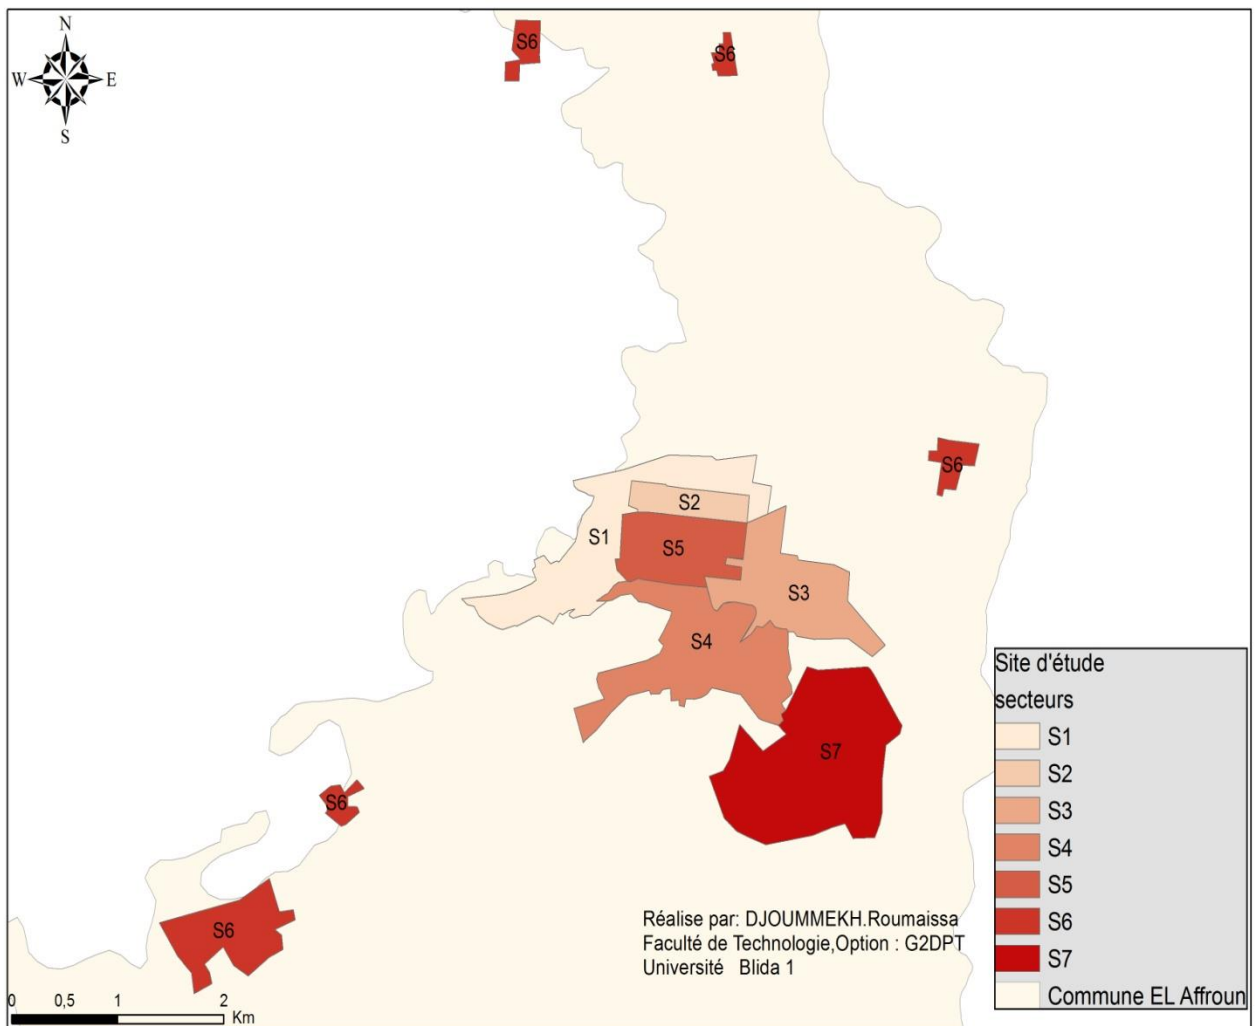 N
W E
S
S6
S6
S6
S2
S1
S5
S3
S4
S7
S6
S6
Site d'étude
secteurs
S1
S2
S3
S4
S5
S6
S7
Commune EL Affroun
Réalise par: DJOUMMEKH.Roumaissa
Faculté de Technologie,Option : G2DPT
Université Blida 1
0 0,5 1 2
Km